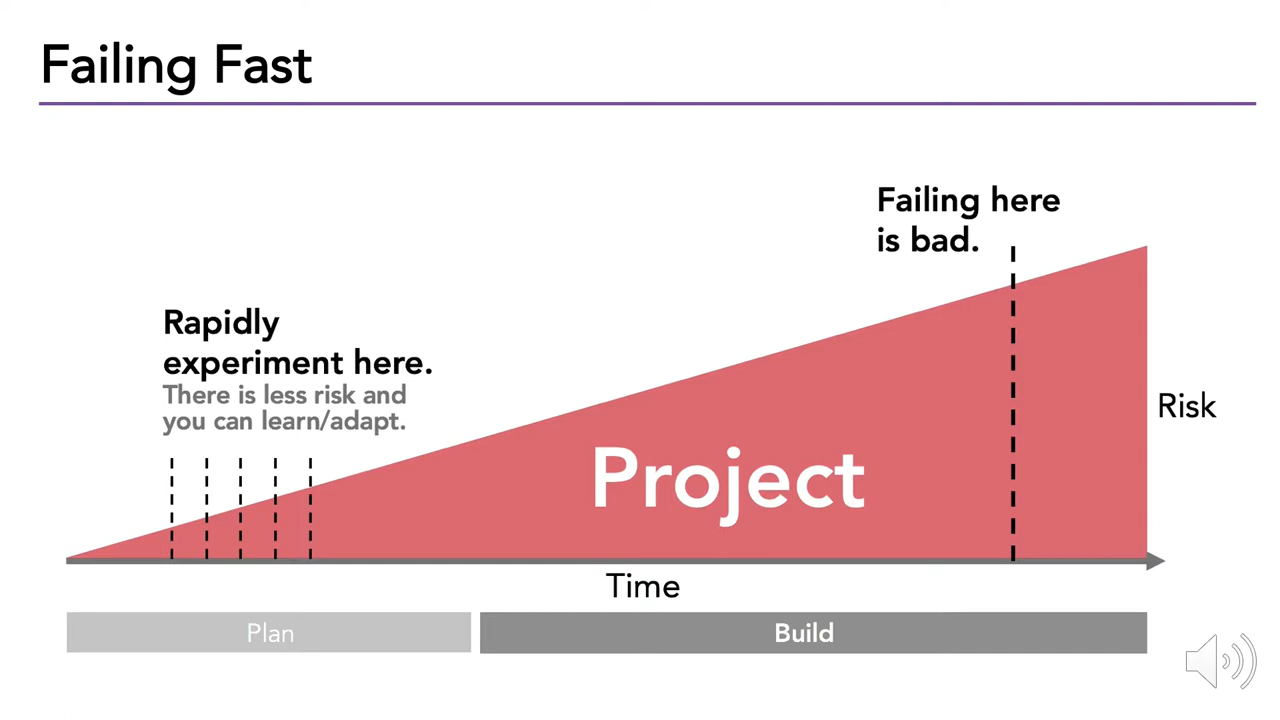 Failing Fast
Failing here
is bad.
Rapidly
experiment here.
There is less risk and
you can learn/adapt.
Risk
Project
Time
Plan
Build